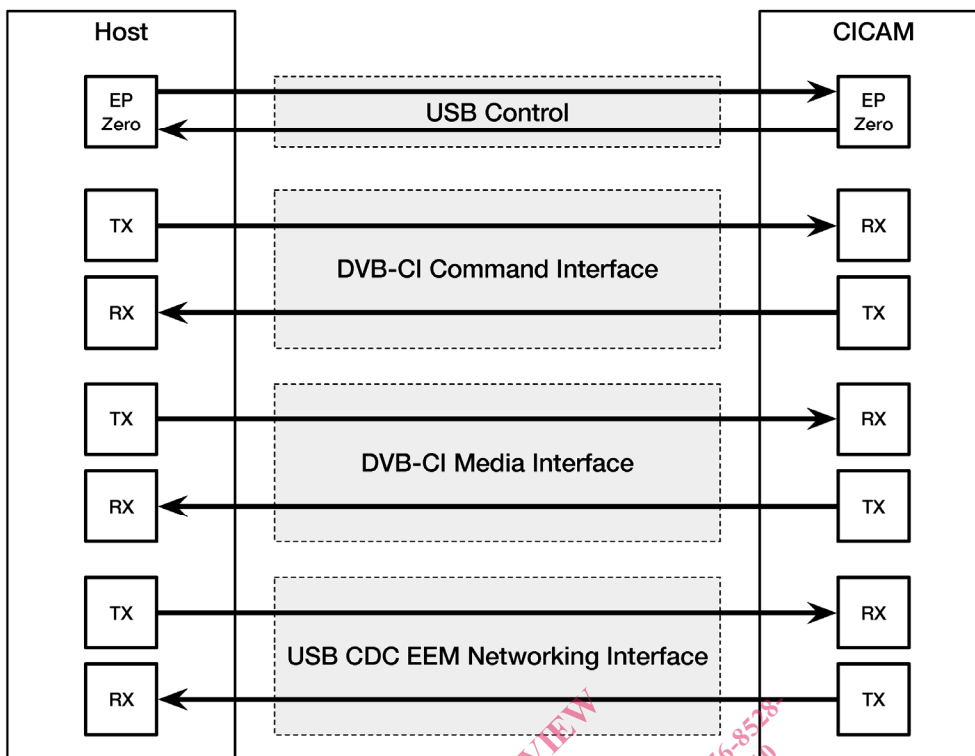 Host
CICAM
EP
Zero
USB Control
EP
Zero
TX
RX
DVB-CI Command Interface
RX
TX
TX
RX
DVB-CI Media Interface
RX
TX
TX
RX
USB CDC EEM Networking Interface
RX
TX